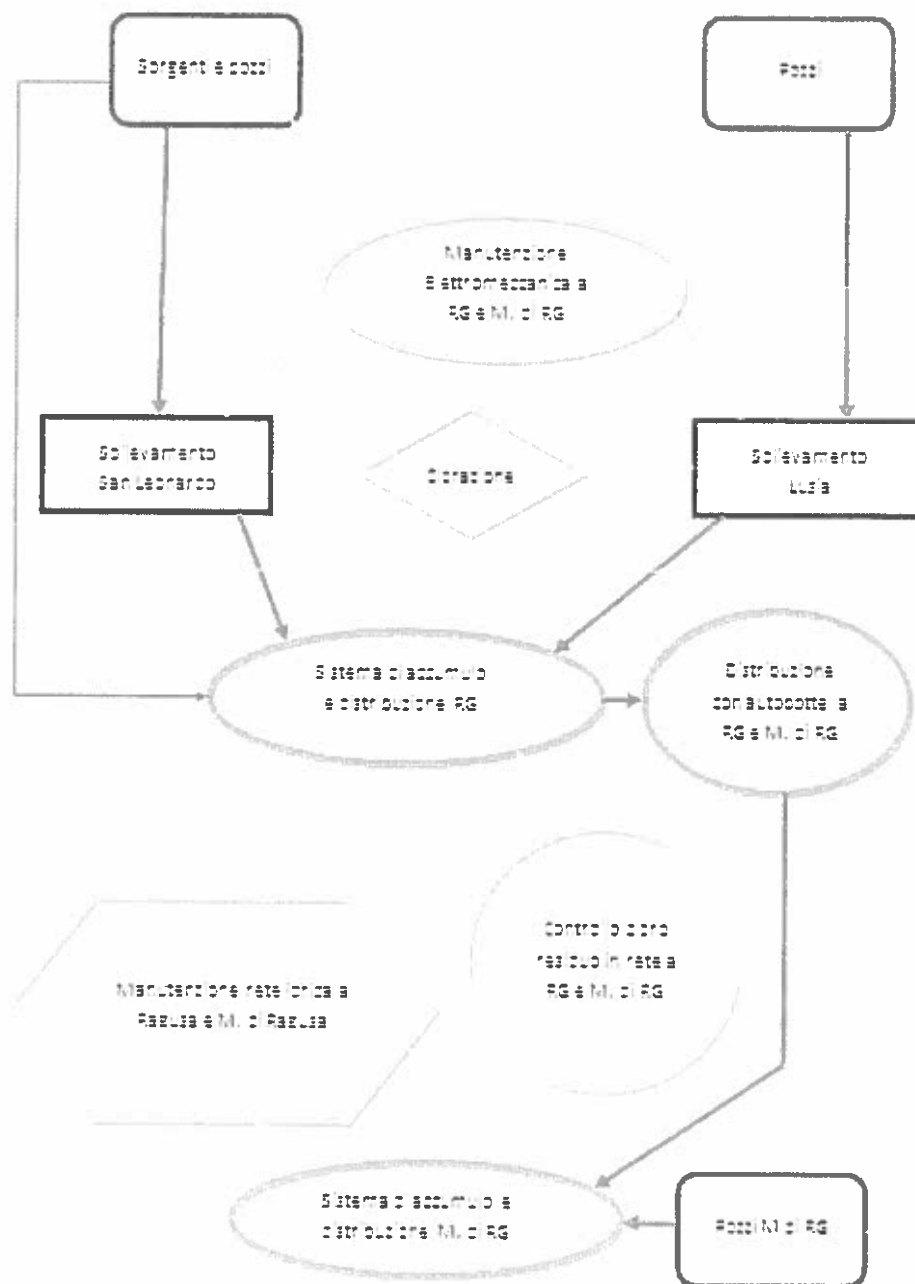 Sorgenti e pozzi
Pozzi
Manutenzione
Elettromeccanica a
RG e M. di RG
Sollevamento
San Leonardo
Clorazione
Sollevamento
Lusia
Sistema di accumulo
e distribuzione RG
Distribuzione
con autobotte a
RG e M. di RG
Controllo cloro
residuo in rete a
RG e M. di RG
Manutenzione rete idrica a
Ragusa e M. di Ragusa
Sistema di accumulo e
distribuzione M. di RG
Pozzi M. di RG